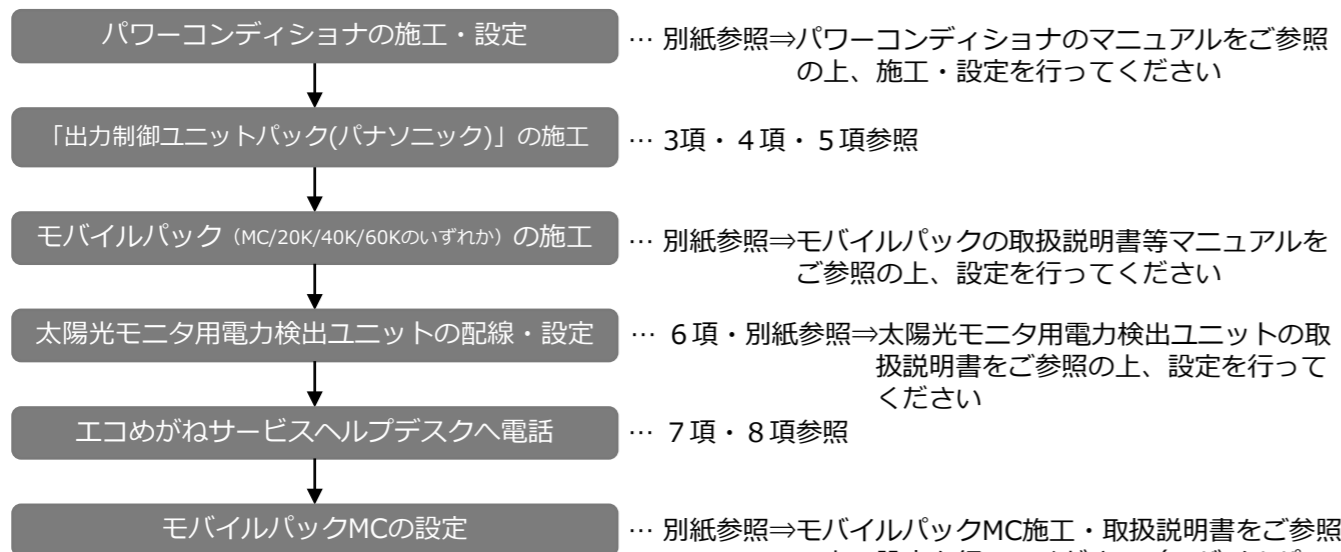 パワーコンディショナの施工・設定
… 別紙参照⇒パワーコンディショナのマニュアルをご参照
の上、施工・設定を行ってください
「出力制御ユニットパック(パナソニック)」の施工
… 3項・４項・５項参照
モバイルパック（MC/20K/40K/60Kのいずれか）の施工
… 別紙参照⇒モバイルパックの取扱説明書等マニュアルを
ご参照の上、設定を行ってください
太陽光モニタ用電力検出ユニットの配線・設定
… ６項・別紙参照⇒太陽光モニタ用電力検出ユニットの取
扱説明書をご参照の上、設定を行って
ください
エコめがねサービスヘルプデスクへ電話
… ７項・８項参照
モバイルパックMCの設定
… 別紙参照⇒モバイルパックMC施工・取扱説明書をご参照